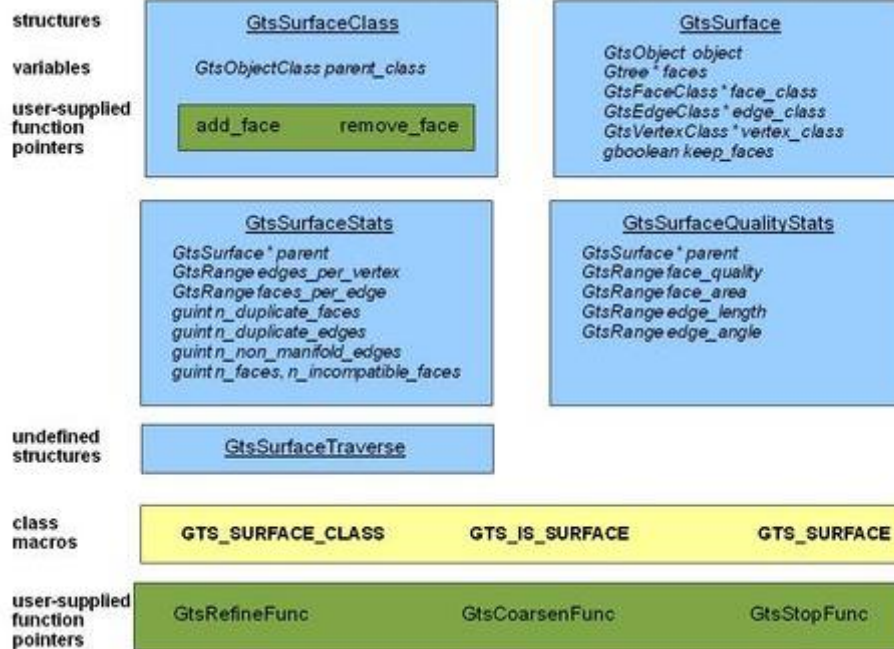 structures
GtsSurfaceClass
GtsSurface
variables
GtsObjectClass parent_class
GtsObject object
Gtree * faces
GtsFaceClass * face_class
GtsEdgeClass * edge_class
GtsVertexClass * vertex_class
gboolean keep_faces
user-supplied
function
pointers
add_face remove_face
GtsSurfaceStats
GtsSurface * parent
GtsRange edges_per_vertex
GtsRange faces_per_edge
guint n_duplicate_faces
guint n_duplicate_edges
guint n_non_manifold_edges
guint n_faces, n_incompatible_faces
GtsSurfaceQualityStats
GtsSurface * parent
GtsRange face_quality
GtsRange face_area
GtsRange edge_length
GtsRange edge_angle
undefined
structures
GtsSurfaceTraverse
class
macros
GTS_SURFACE_CLASS GTS_IS_SURFACE GTS_SURFACE
user-supplied
function
pointers
GtsRefineFunc GtsCoarsenFunc GtsStopFunc